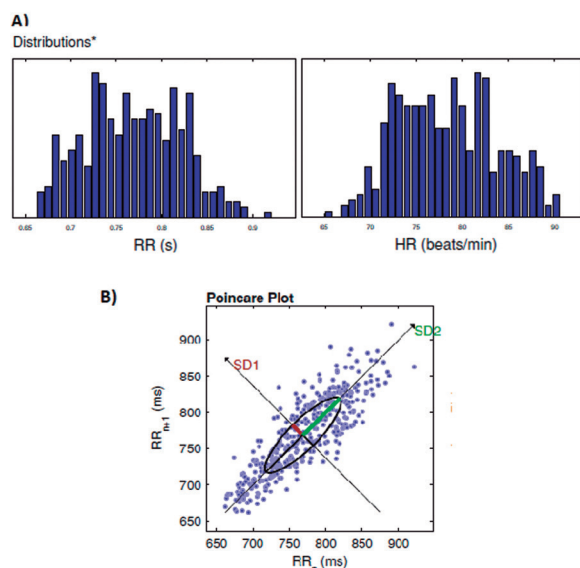 A)
Distributions*
0.65 0.7 0.75 0.8 0.85 0.9
RR (s)
65 70 75 80 85 90
HR (beats/min)
B)
Poincare Plot
SD1
SD2
900
850
800
750
700
650
RRn+1 (ms)
650 700 750 800 850 900
RR (ms)